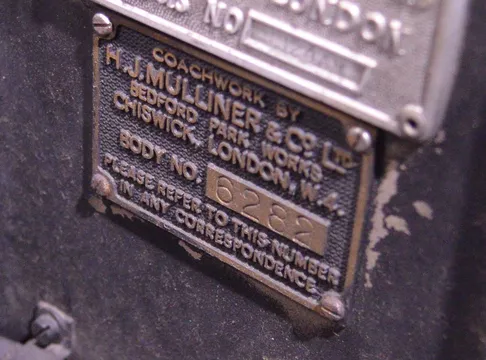 LONDON
No
COACHWORK BY
H.J.MULLINER & Co. LTD
BEDFORD PARK WORKS
CHISWICK, LONDON, W.4.
BODY NO. 6282
PLEASE REFER TO THIS NUMBER
IN ANY CORRESPONDENCE